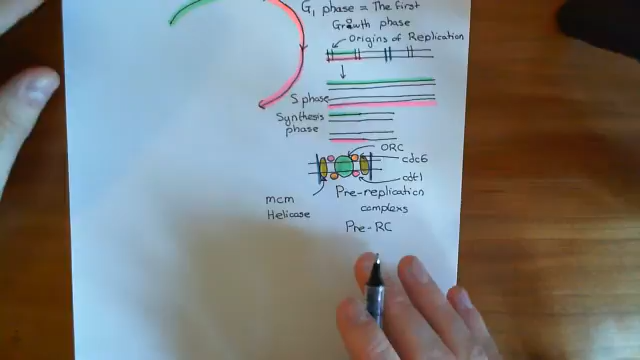 G1 phase = The first
Growth phase
Origins of Replication
S phase
Synthesis
phase
ORC
cdc6
cdt1
mcm
Helicase
Pre-replication
complexs
Pre-RC